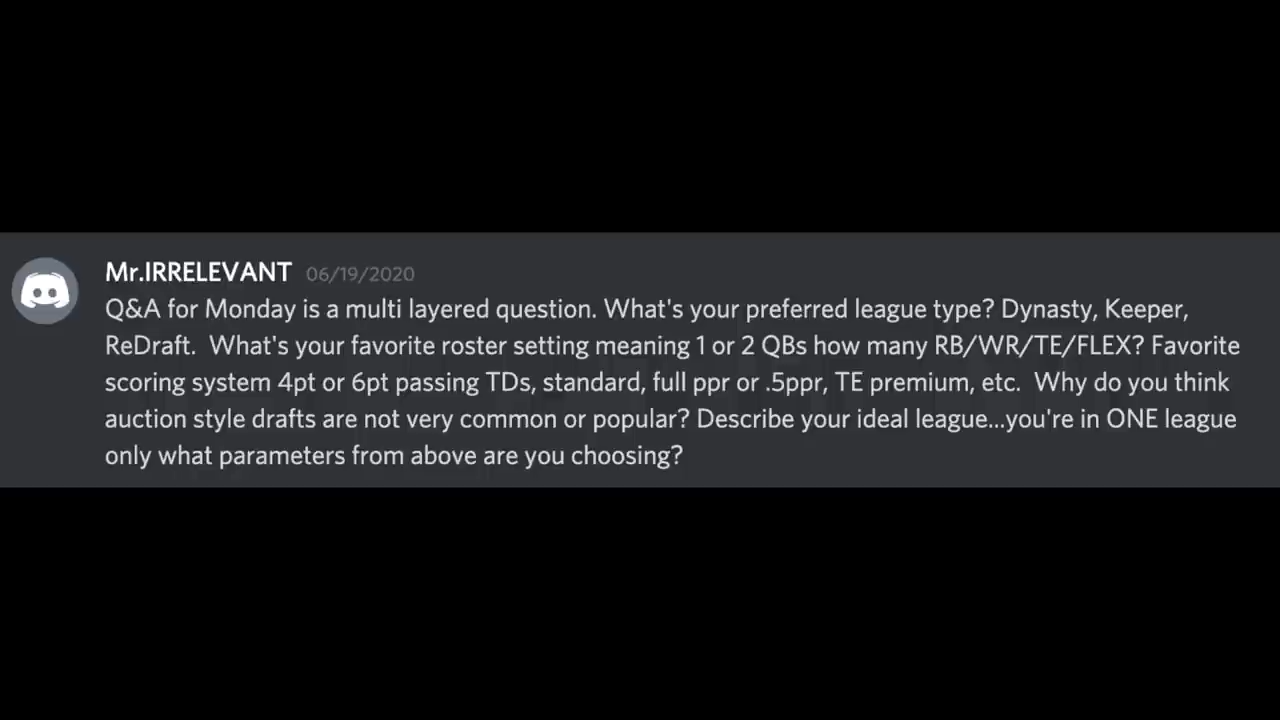 Mr.IRRELEVANT 06/19/2020
Q&A for Monday is a multi layered question. What's your preferred league type? Dynasty, Keeper,
ReDraft.  What's your favorite roster setting meaning 1 or 2 QBs how many RB/WR/TE/FLEX? Favorite
scoring system 4pt or 6pt passing TDs, standard, full ppr or .5ppr, TE premium, etc.  Why do you think
auction style drafts are not very common or popular? Describe your ideal league...you're in ONE league
only what parameters from above are you choosing?